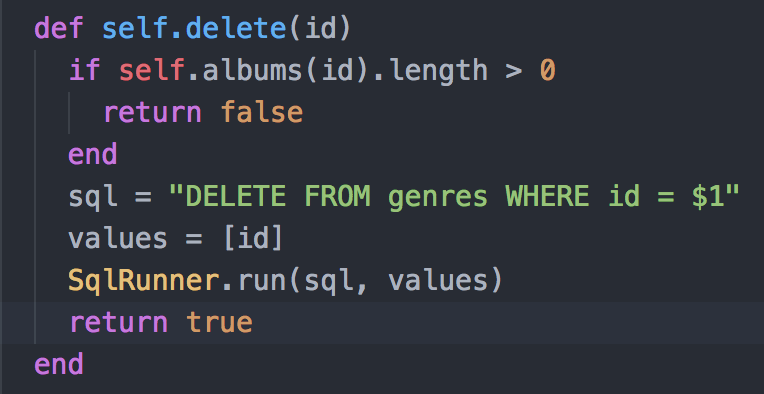 def self.delete(id)
  if self.albums(id).length > 0
    return false
  end
  sql = "DELETE FROM genres WHERE id = $1"
  values = [id]
  SqlRunner.run(sql, values)
  return true
end